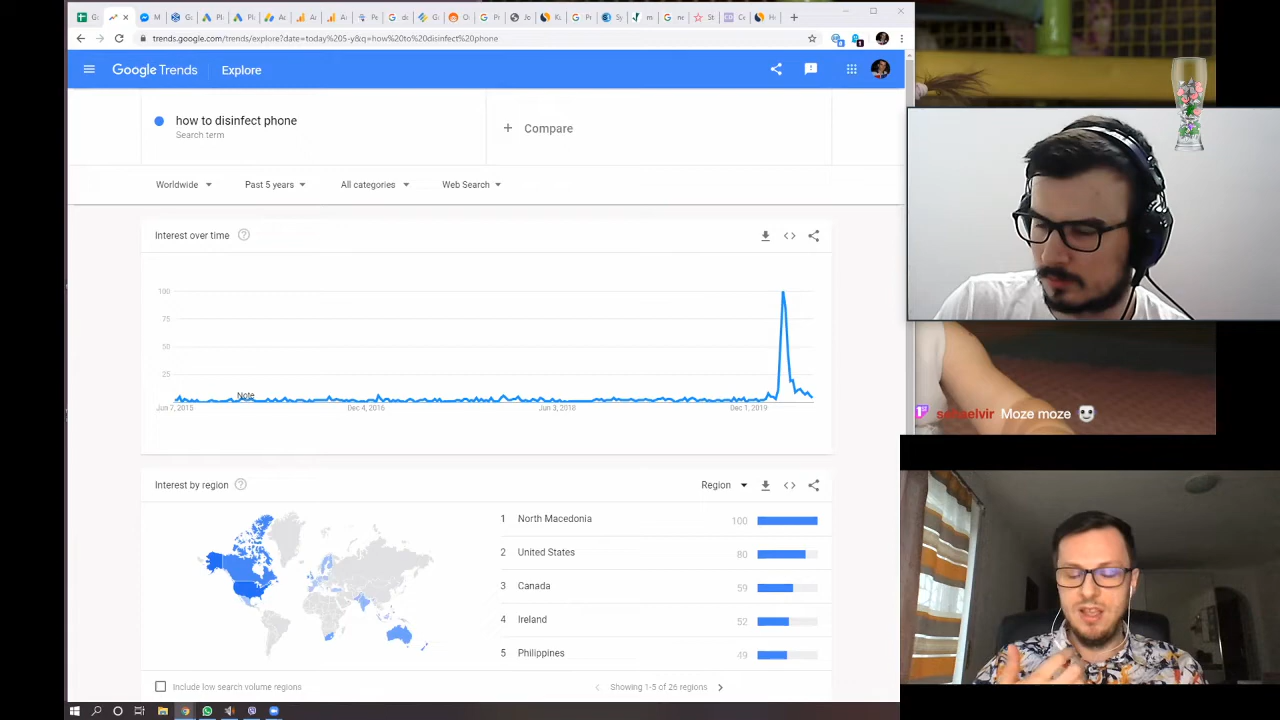 trends.google.com/trends/explore?date=today%205-y&q=how%20to%20disinfect%20phone
Google Trends
Explore
how to disinfect phone
Search term
+ Compare
Worldwide
Past 5 years
All categories
Web Search
Interest over time
100
75
50
25
Note
Jun 7, 2015
Dec 4, 2016
Jun 3, 2018
Dec 1, 2019
Interest by region
Region
1 North Macedonia 100
2 United States 80
3 Canada 59
4 Ireland 52
5 Philippines 49
Include low search volume regions
Showing 1-5 of 26 regions
Moze moze